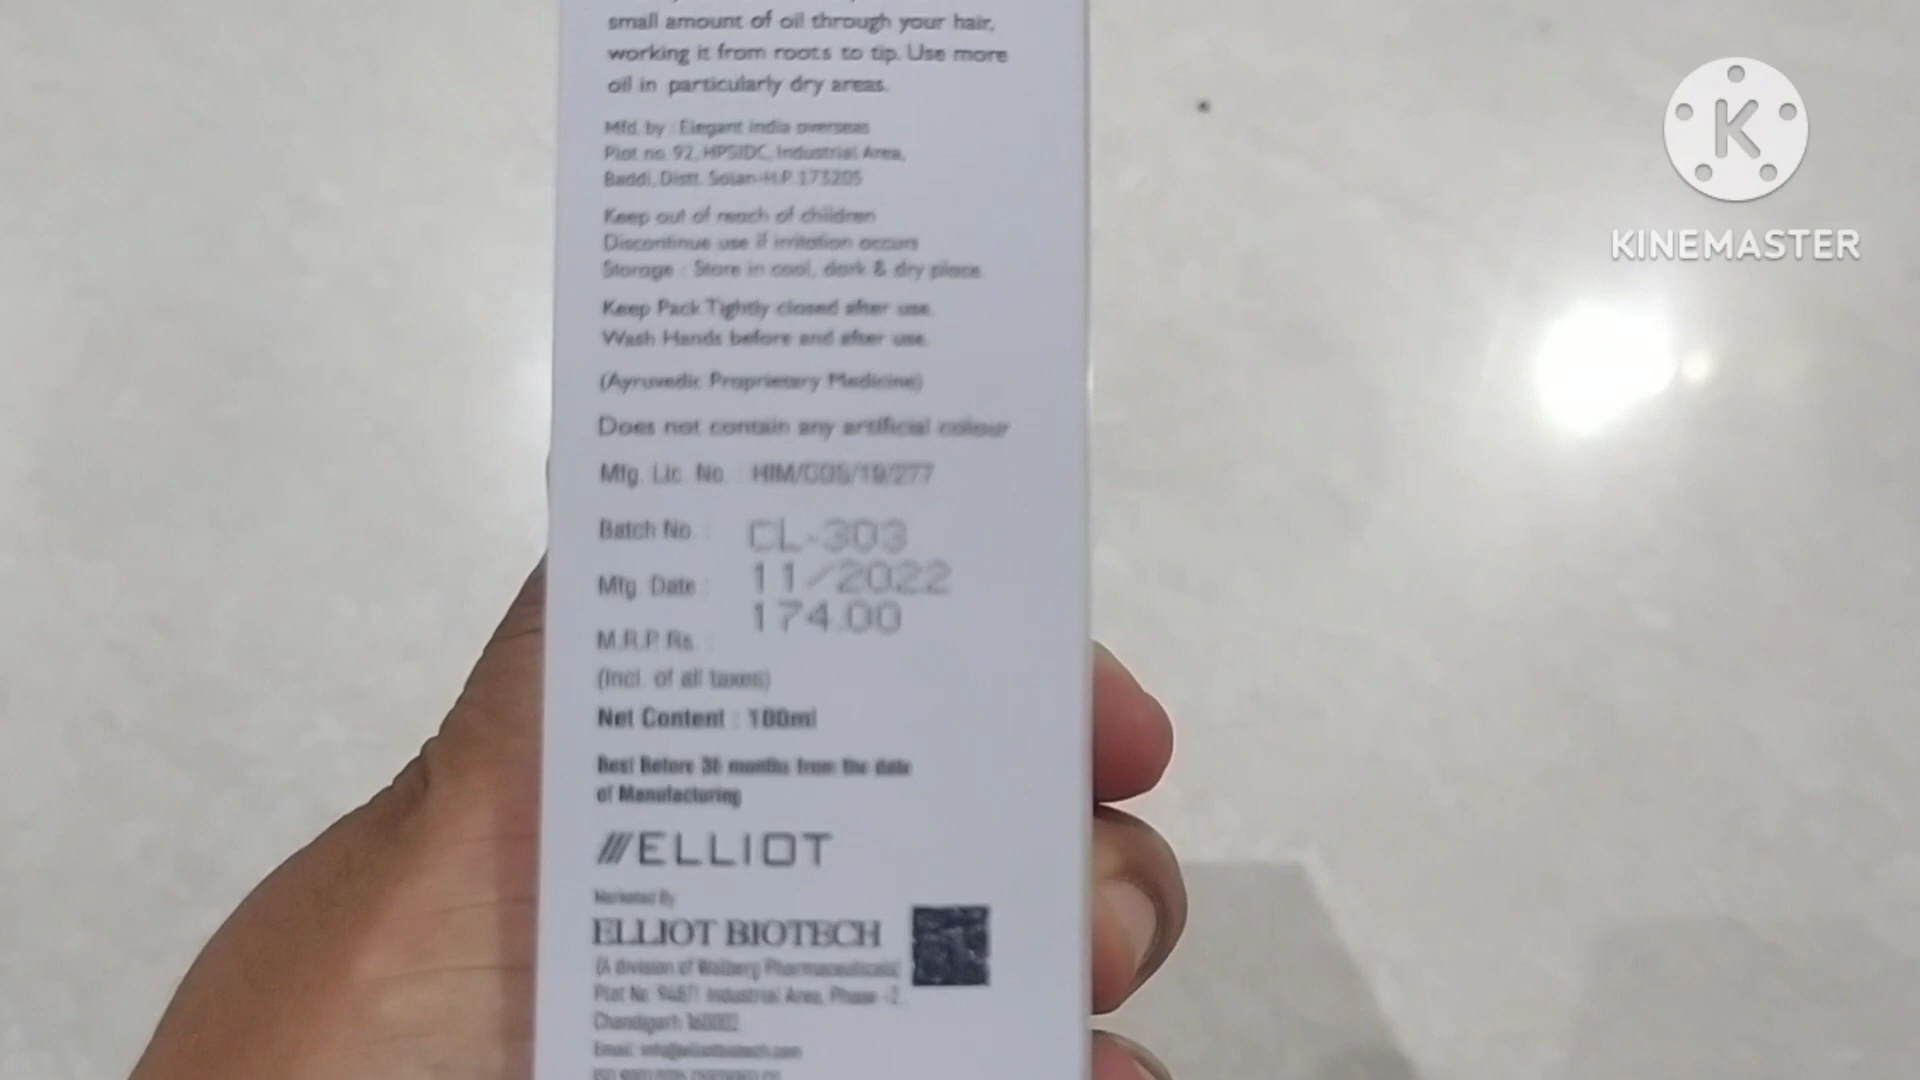 small amount of oil through your hair,
working it from roots to tip. Use more
oil in particularly dry areas.
Mfd. by : Elegant india overseas
Plot no. 92, HPSIDC, Industrial Area,
Baddi, Distt. Solan-H.P. 173205
Keep out of reach of children
Discontinue use if irritation occurs
Storage : Store in cool, dark & dry place.
Keep Pack Tightly closed after use.
Wash Hands before and after use.
(Ayruvedic Proprietary Medicine)
Does not contain any artificial colour
Mfg. Lic. No. : HIM/COS/19/277
Batch No. : CL-303
Mfg. Date : 11/2022
M.R.P. Rs. : 174.00
(Incl. of all taxes)
Net Content : 100ml
Best Before 36 months from the date
of Manufacturing
ELLIOT
Marketed By
ELLIOT BIOTECH
(A division of Walberg Pharmaceuticals)
Plot No. Industrial Area, Phase -2,
Chandigarh
Email: info@elliotbiotech.com
KINEMASTER